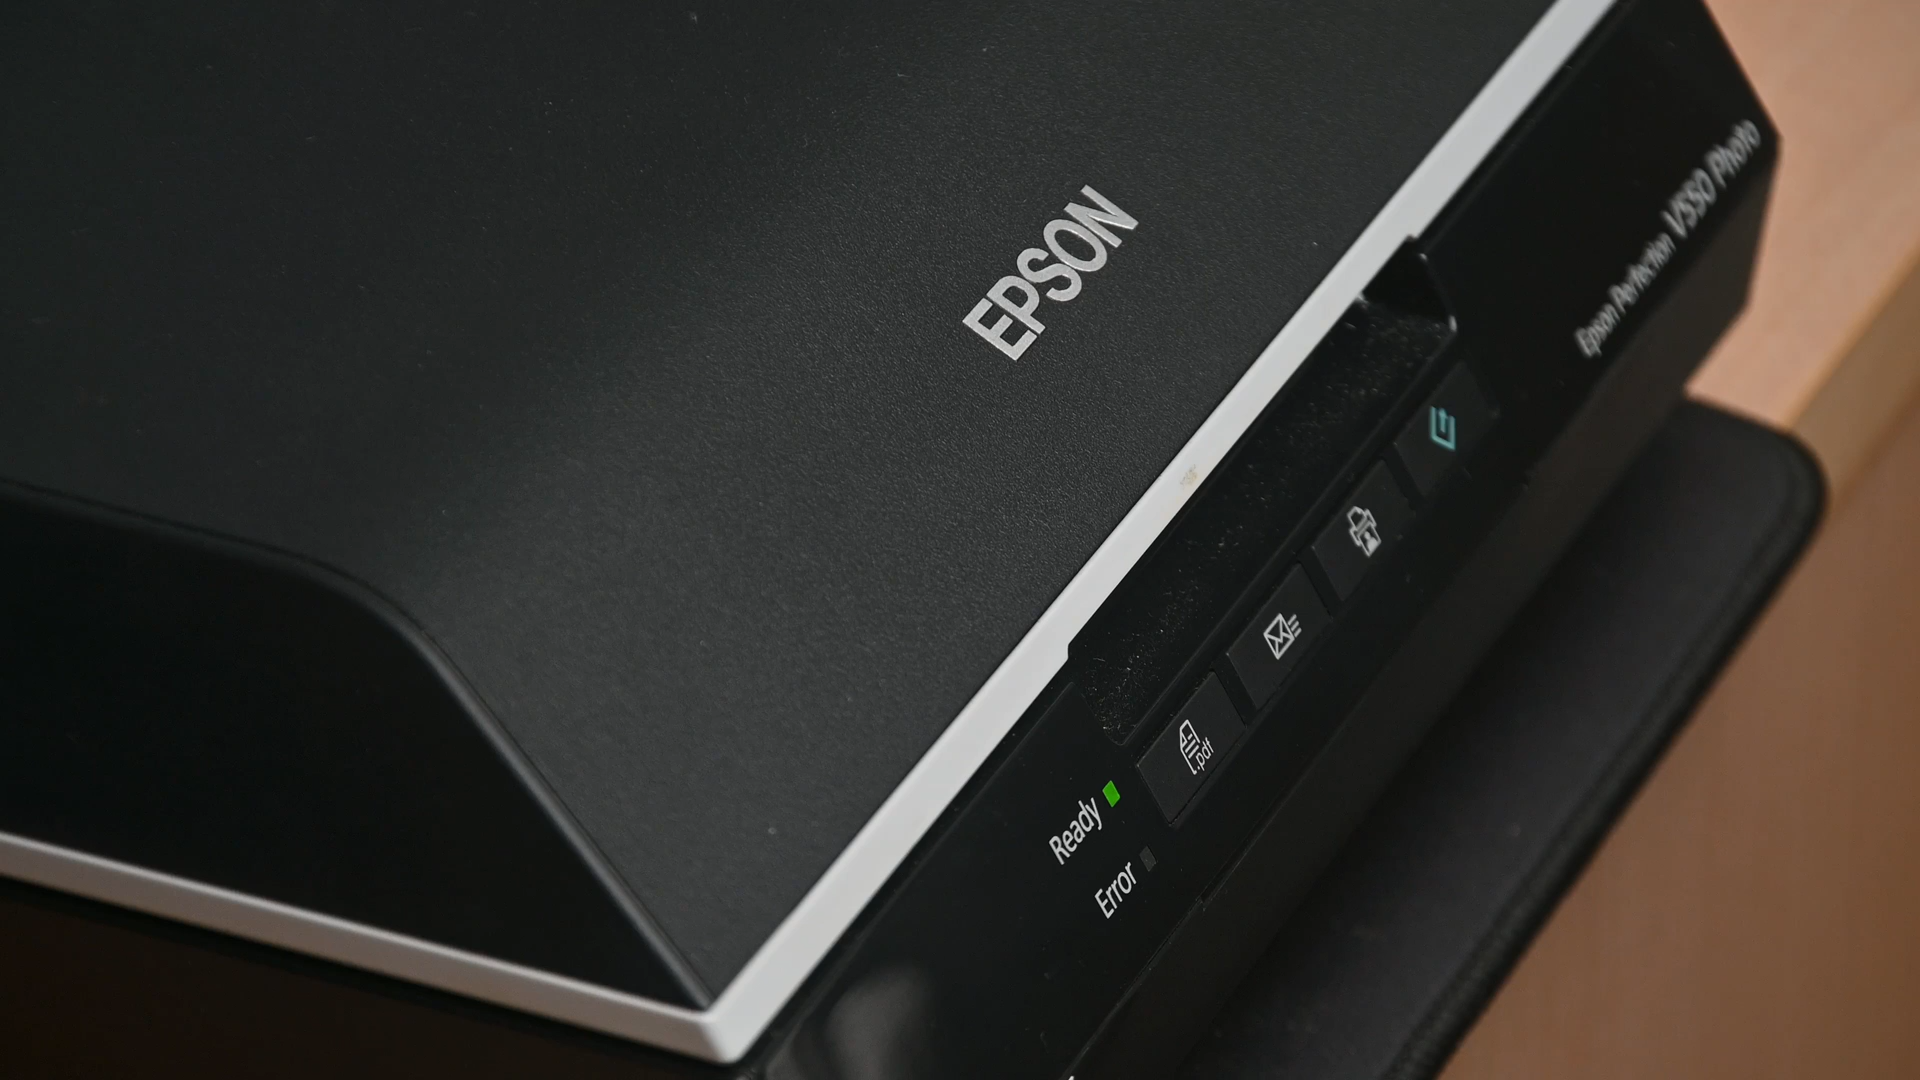 EPSON
Epson Perfection V550 Photo
.pdf
Ready
Error